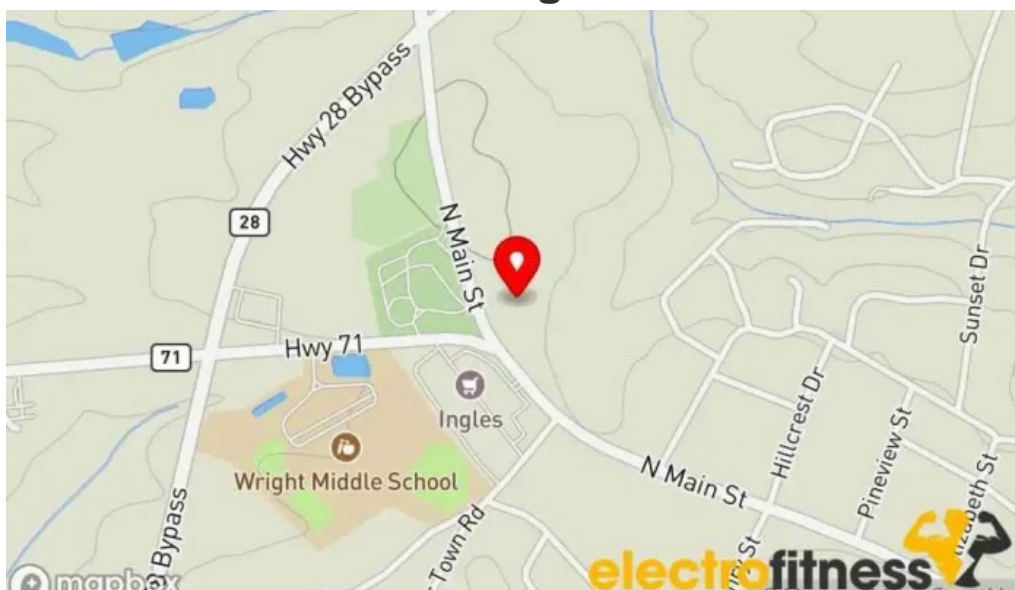 Hwy 28 Bypass
28
N Main St
71
Hwy 71
Ingles
Wright Middle School
Sunset Dr
Hillcrest Dr
Pineview St
N Main St
Town Rd
Bypass
mapbox
electrofitness